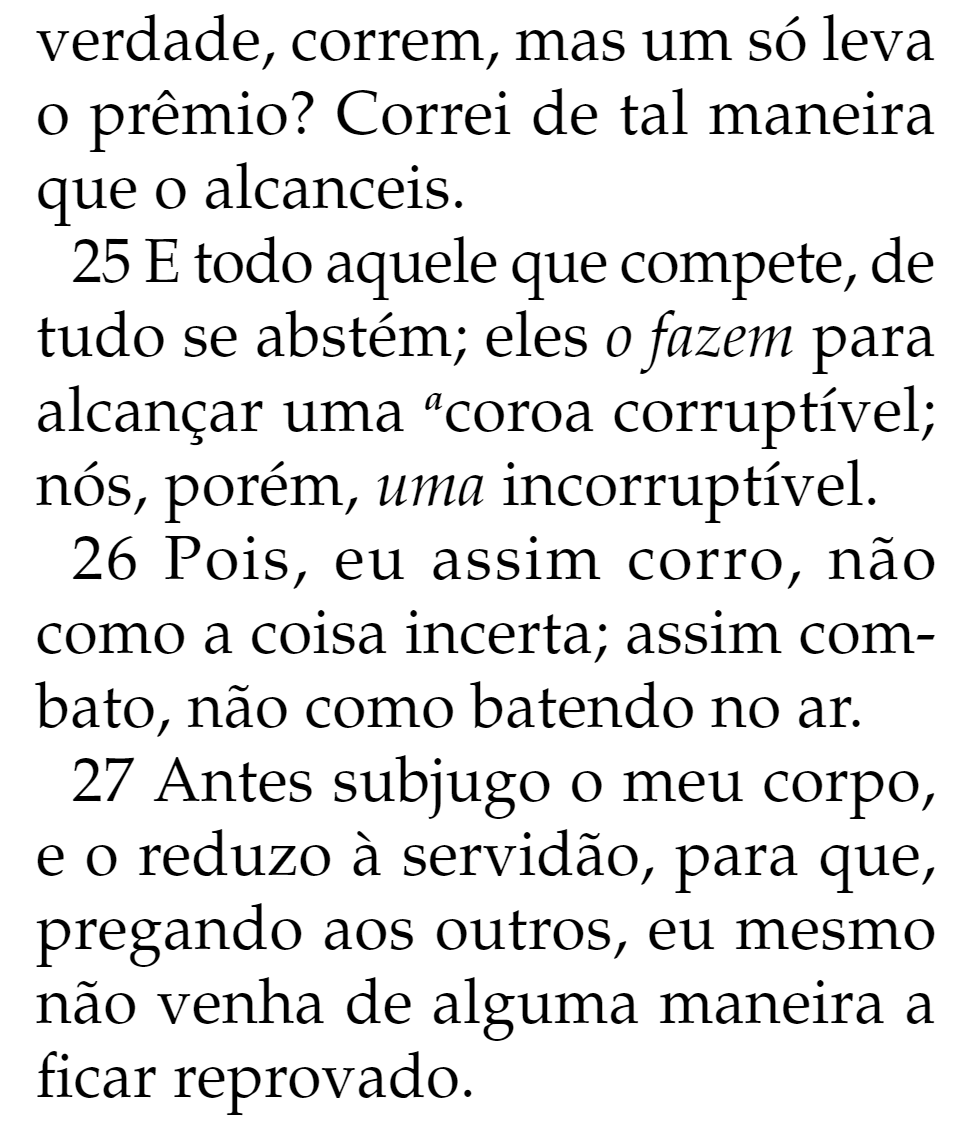 verdade, correm, mas um só leva
o prêmio? Correi de tal maneira
que o alcanceis.
25 E todo aquele que compete, de
tudo se abstém; eles o fazem para
alcançar uma ᵃcoroa corruptível;
nós, porém, uma incorruptível.
26 Pois, eu assim corro, não
como a coisa incerta; assim com-
bato, não como batendo no ar.
27 Antes subjugo o meu corpo,
e o reduzo à servidão, para que,
pregando aos outros, eu mesmo
não venha de alguma maneira a
ficar reprovado.